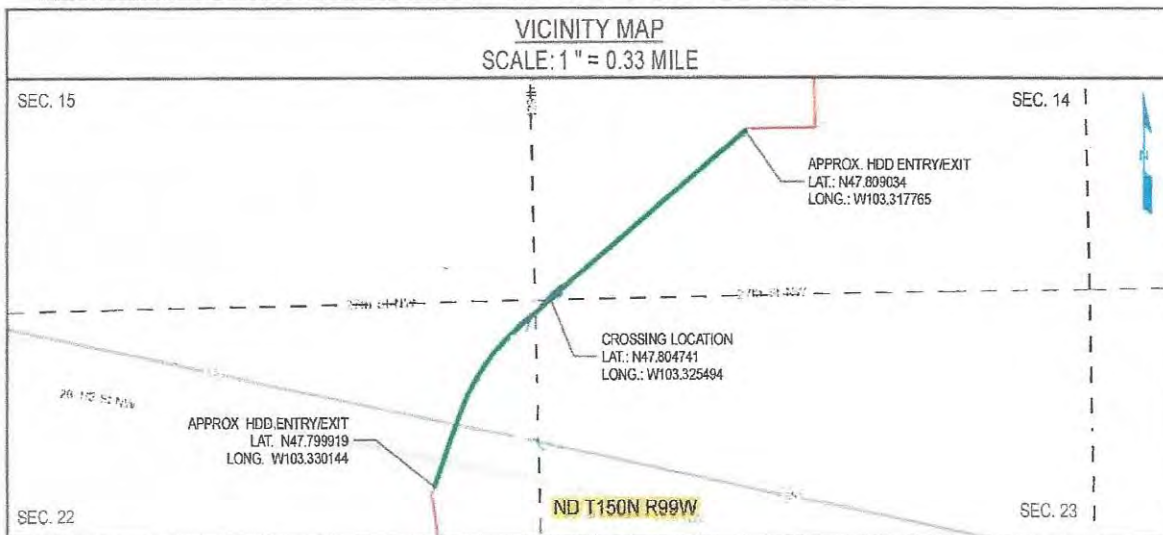 VICINITY MAP
SCALE: 1" = 0.33 MILE
SEC. 15
SEC. 14
N
APPROX. HDD ENTRY/EXIT
LAT.: N47.809034
LONG.: W103.317765
CROSSING LOCATION
LAT.: N47.804741
LONG.: W103.325494
APPROX HDD ENTRY/EXIT
LAT. N47.799919
LONG. W103.330144
ND T150N R99W
SEC. 22
SEC. 23